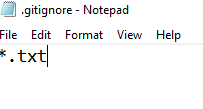 .gitignore - Notepad
File Edit Format View Help
*.txt